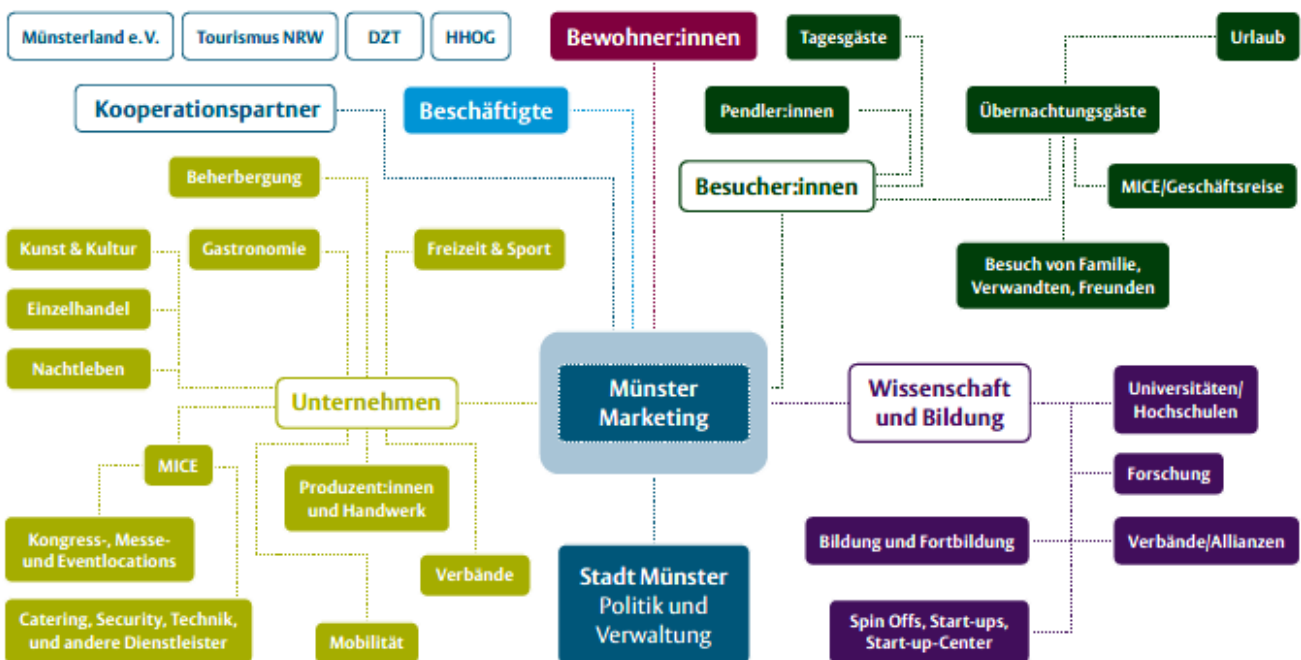 Münsterland e. V.
Tourismus NRW
DZT
HHOG
Bewohner:innen
Tagesgäste
Urlaub
Kooperationspartner
Beschäftigte
Pendler:innen
Übernachtungsgäste
Beherbergung
Besucher:innen
MICE/Geschäftsreise
Kunst & Kultur
Gastronomie
Freizeit & Sport
Besuch von Familie,
Verwandten, Freunden
Einzelhandel
Nachtleben
Unternehmen
Münster
Marketing
Wissenschaft
und Bildung
Universitäten/
Hochschulen
MICE
Produzent:innen
und Handwerk
Forschung
Kongress-, Messe-
und Eventlocations
Verbände
Bildung und Fortbildung
Verbände/Allianzen
Catering, Security, Technik,
und andere Dienstleister
Mobilität
Stadt Münster
Politik und
Verwaltung
Spin Offs, Start-ups,
Start-up-Center